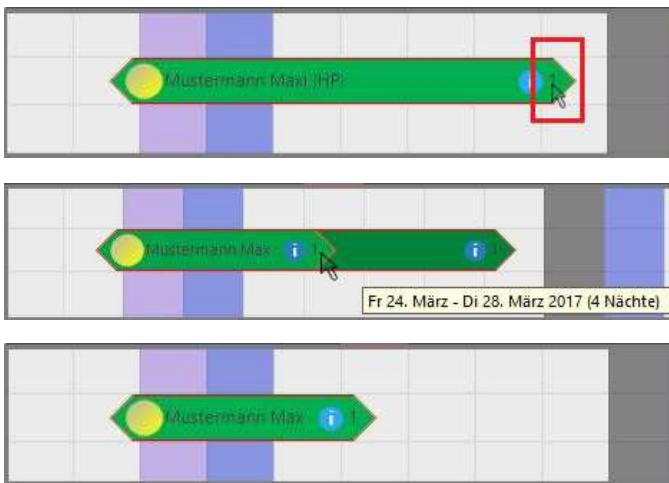 Mustermann Maxi (HP) i 1
Mustermann Max i 1 i 1
Fr 24. März - Di 28. März 2017 (4 Nächte)
Mustermann Max i 1